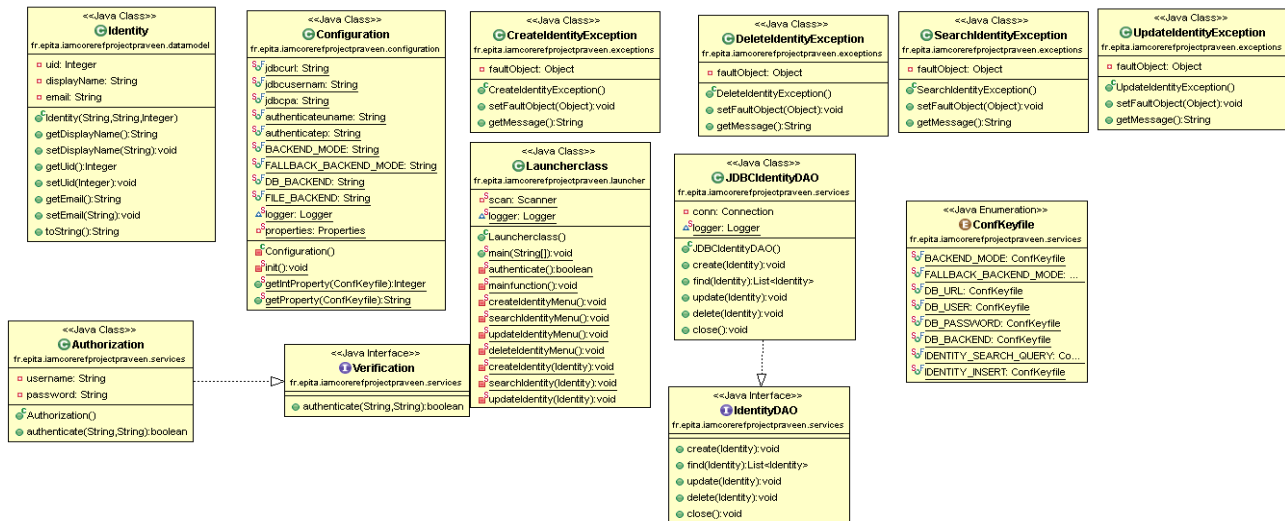 <<Java Class>>
Identity
fr.epita.iamcorerefprojectpraveen.datamodel
uid: Integer
displayName: String
email: String
Identity(String,String,Integer)
getDisplayName():String
setDisplayName(String):void
getUid():Integer
setUid(Integer):void
getEmail():String
setEmail(String):void
toString():String
<<Java Class>>
Configuration
fr.epita.iamcorerefprojectpraveen.configuration
jdbcurl: String
jdbcusernam: String
jdbcpa: String
authenticateuname: String
authenticatep: String
BACKEND_MODE: String
FALLBACK_BACKEND_MODE: String
DB_BACKEND: String
FILE_BACKEND: String
logger: Logger
properties: Properties
Configuration()
init():void
getIntProperty(ConfKeyfile):Integer
getProperty(ConfKeyfile):String
<<Java Class>>
CreateIdentityException
fr.epita.iamcorerefprojectpraveen.exceptions
faultObject: Object
CreateIdentityException()
setFaultObject(Object):void
getMessage():String
<<Java Class>>
DeleteIdentityException
fr.epita.iamcorerefprojectpraveen.exceptions
faultObject: Object
DeleteIdentityException()
setFaultObject(Object):void
getMessage():String
<<Java Class>>
SearchIdentityException
fr.epita.iamcorerefprojectpraveen.exceptions
faultObject: Object
SearchIdentityException()
setFaultObject(Object):void
getMessage():String
<<Java Class>>
UpdateIdentityException
fr.epita.iamcorerefprojectpraveen.exceptions
faultObject: Object
UpdateIdentityException()
setFaultObject(Object):void
getMessage():String
<<Java Class>>
Launcherclass
fr.epita.iamcorerefprojectpraveen.launcher
scan: Scanner
logger: Logger
Launcherclass()
main(String[]):void
authenticate():boolean
mainfunction():void
createIdentityMenu():void
searchIdentityMenu():void
updateIdentityMenu():void
deleteIdentityMenu():void
createIdentity(Identity):void
searchIdentity(Identity):void
updateIdentity(Identity):void
<<Java Class>>
JDBCIdentityDAO
fr.epita.iamcorerefprojectpraveen.services
conn: Connection
logger: Logger
JDBCIdentityDAO()
create(Identity):void
find(Identity):List<Identity>
update(Identity):void
delete(Identity):void
close():void
<<Java Enumeration>>
ConfKeyfile
fr.epita.iamcorerefprojectpraveen.services
BACKEND_MODE: ConfKeyfile
FALLBACK_BACKEND_MODE: ...
DB_URL: ConfKeyfile
DB_USER: ConfKeyfile
DB_PASSWORD: ConfKeyfile
DB_BACKEND: ConfKeyfile
IDENTITY_SEARCH_QUERY: Co...
IDENTITY_INSERT: ConfKeyfile
<<Java Class>>
Authorization
fr.epita.iamcorerefprojectpraveen.services
username: String
password: String
Authorization()
authenticate(String,String):boolean
<<Java Interface>>
Verification
fr.epita.iamcorerefprojectpraveen.services
authenticate(String,String):boolean
<<Java Interface>>
IdentityDAO
fr.epita.iamcorerefprojectpraveen.services
create(Identity):void
find(Identity):List<Identity>
update(Identity):void
delete(Identity):void
close():void